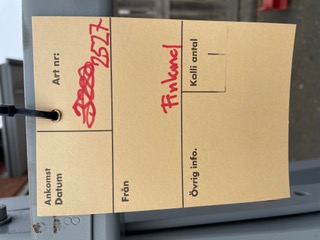 Art nr:
2527
Ankomst
Datum
Från
Finland
Kolli antal
Övrig info.